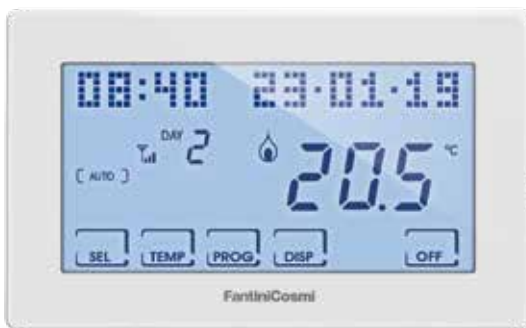 08:40 23·01·19
DAY 2
[ AUTO ] 20.5 °C
SEL TEMP PROG DISP OFF
FantiniCosmi